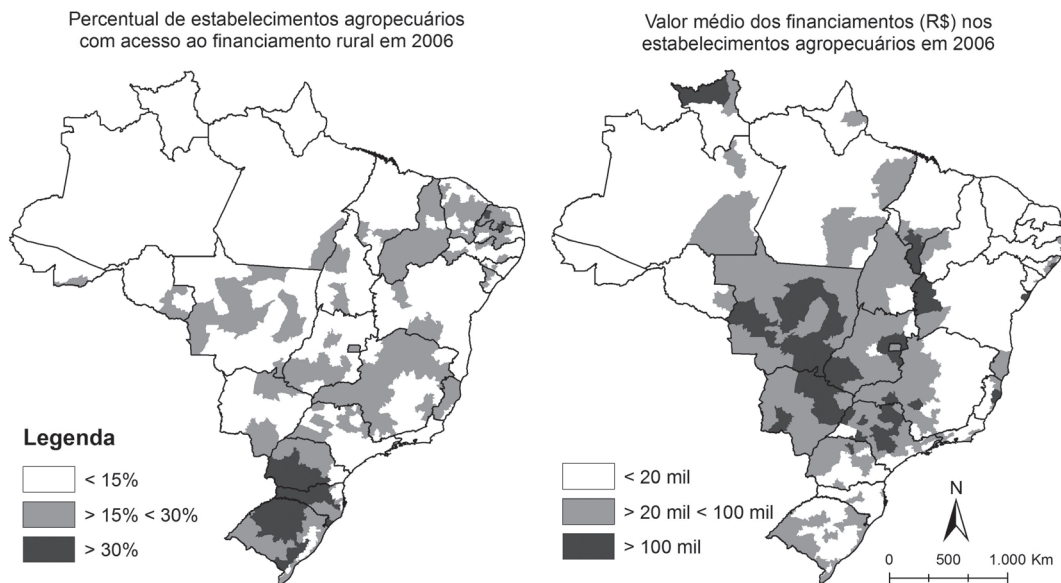 Percentual de estabelecimentos agropecuários
com acesso ao financiamento rural em 2006
Valor médio dos financiamentos (R$) nos
estabelecimentos agropecuários em 2006
Legenda
< 15%
> 15% < 30%
> 30%
< 20 mil
> 20 mil < 100 mil
> 100 mil
N
0 500 1.000 Km